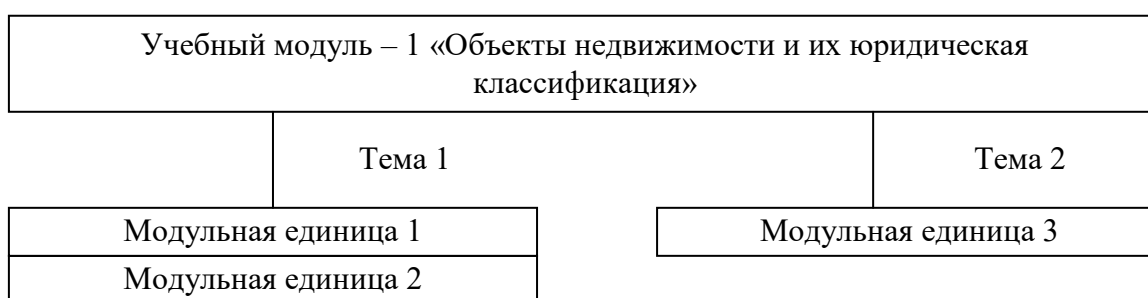 Учебный модуль – 1 «Объекты недвижимости и их юридическая
классификация»
Тема 1
Тема 2
Модульная единица 1
Модульная единица 3
Модульная единица 2